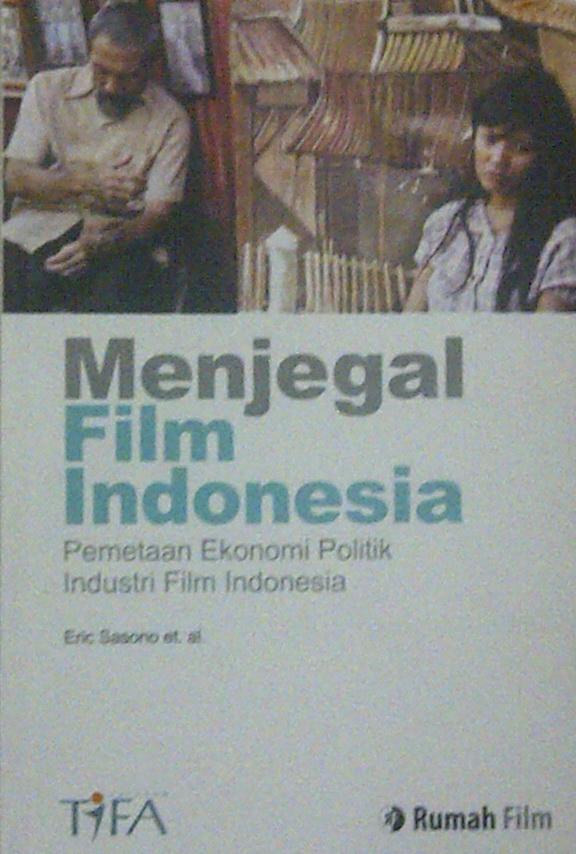 Menjegal
Film
Indonesia
Pemetaan Ekonomi Politik
Industri Film Indonesia
Eric Sasono et. al
TiFA
Rumah Film